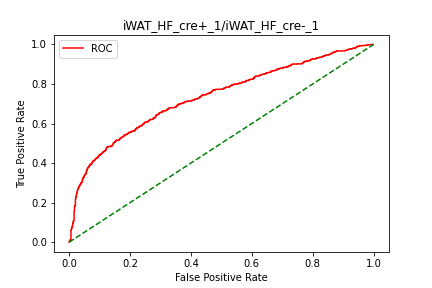 iWAT_HF_cre+_1/iWAT_HF_cre-_1
ROC
True Positive Rate
1.0
0.8
0.6
0.4
0.2
0.0
0.0 0.2 0.4 0.6 0.8 1.0
False Positive Rate